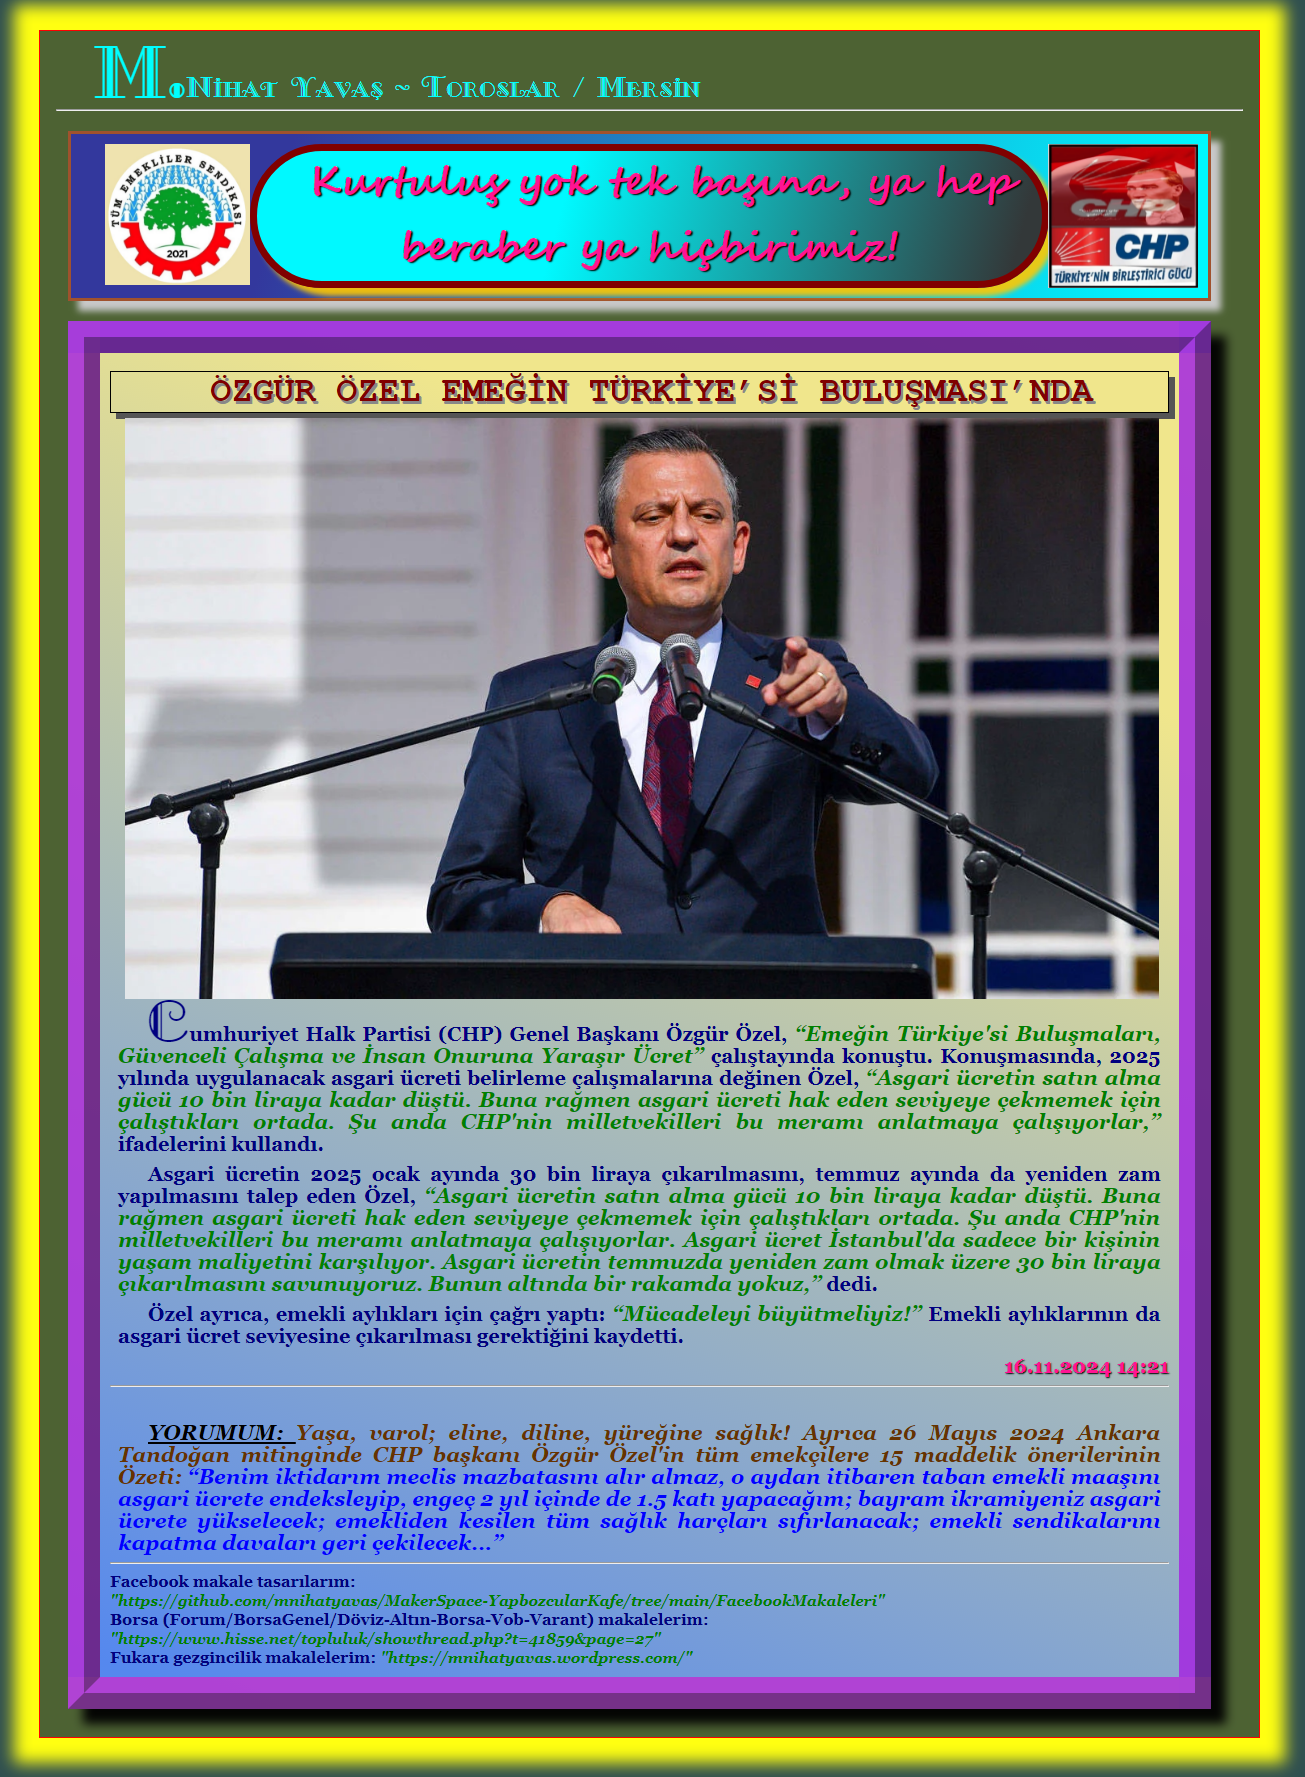 MoNİHAT YAVAŞ ~ TOROSLAR / MERSİN
TÜM EMEKLİLER SENDİKASI
2021
Kurtuluş yok tek başına, ya hep
beraber ya hiçbirimiz!
CHP
CHP
TÜRKİYE'NİN BİRLEŞTİRİCİ GÜCÜ
ÖZGÜR ÖZEL EMEĞİN TÜRKİYE’Sİ BULUŞMASI’NDA
Cumhuriyet Halk Partisi (CHP) Genel Başkanı Özgür Özel, “Emeğin Türkiye'si Buluşmaları,
Güvenceli Çalışma ve İnsan Onuruna Yaraşır Ücret” çalıştayında konuştu. Konuşmasında, 2025
yılında uygulanacak asgari ücreti belirleme çalışmalarına değinen Özel, “Asgari ücretin satın alma
gücü 10 bin liraya kadar düştü. Buna rağmen asgari ücreti hak eden seviyeye çekmemek için
çalıştıkları ortada. Şu anda CHP'nin milletvekilleri bu meramı anlatmaya çalışıyorlar,”
ifadelerini kullandı.
Asgari ücretin 2025 ocak ayında 30 bin liraya çıkarılmasını, temmuz ayında da yeniden zam
yapılmasını talep eden Özel, “Asgari ücretin satın alma gücü 10 bin liraya kadar düştü. Buna
rağmen asgari ücreti hak eden seviyeye çekmemek için çalıştıkları ortada. Şu anda CHP'nin
milletvekilleri bu meramı anlatmaya çalışıyorlar. Asgari ücret İstanbul'da sadece bir kişinin
yaşam maliyetini karşılıyor. Asgari ücretin temmuzda yeniden zam olmak üzere 30 bin liraya
çıkarılmasını savunuyoruz. Bunun altında bir rakamda yokuz,” dedi.
Özel ayrıca, emekli aylıkları için çağrı yaptı: “Mücadeleyi büyütmeliyiz!” Emekli aylıklarının da
asgari ücret seviyesine çıkarılması gerektiğini kaydetti.
16.11.2024 14:21
YORUMUM: Yaşa, varol; eline, diline, yüreğine sağlık! Ayrıca 26 Mayıs 2024 Ankara
Tandoğan mitinginde CHP başkanı Özgür Özel'in tüm emekçilere 15 maddelik önerilerinin
Özeti: “Benim iktidarım meclis mazbatasını alır almaz, o aydan itibaren taban emekli maaşını
asgari ücrete endeksleyip, engeç 2 yıl içinde de 1.5 katı yapacağım; bayram ikramiyeniz asgari
ücrete yükselecek; emekliden kesilen tüm sağlık harçları sıfırlanacak; emekli sendikalarını
kapatma davaları geri çekilecek...”
Facebook makale tasarılarım:
"https://github.com/mnihatyavas/MakerSpace-YapbozcularKafe/tree/main/FacebookMakaleleri"
Borsa (Forum/BorsaGenel/Döviz-Altın-Borsa-Vob-Varant) makalelerim:
"https://www.hisse.net/topluluk/showthread.php?t=41859&page=27"
Fukara gezgincilik makalelerim: "https://mnihatyavas.wordpress.com/"